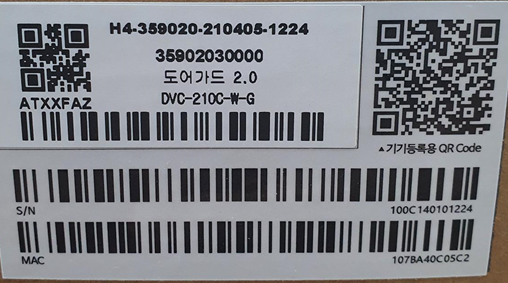 H4-359020-210405-1224
35902030000
도어가드 2.0
ATXXFAZ
DVC-210C-W-G
▲기기등록용 QR Code
S/N 100C140101224
MAC 107BA40C05C2